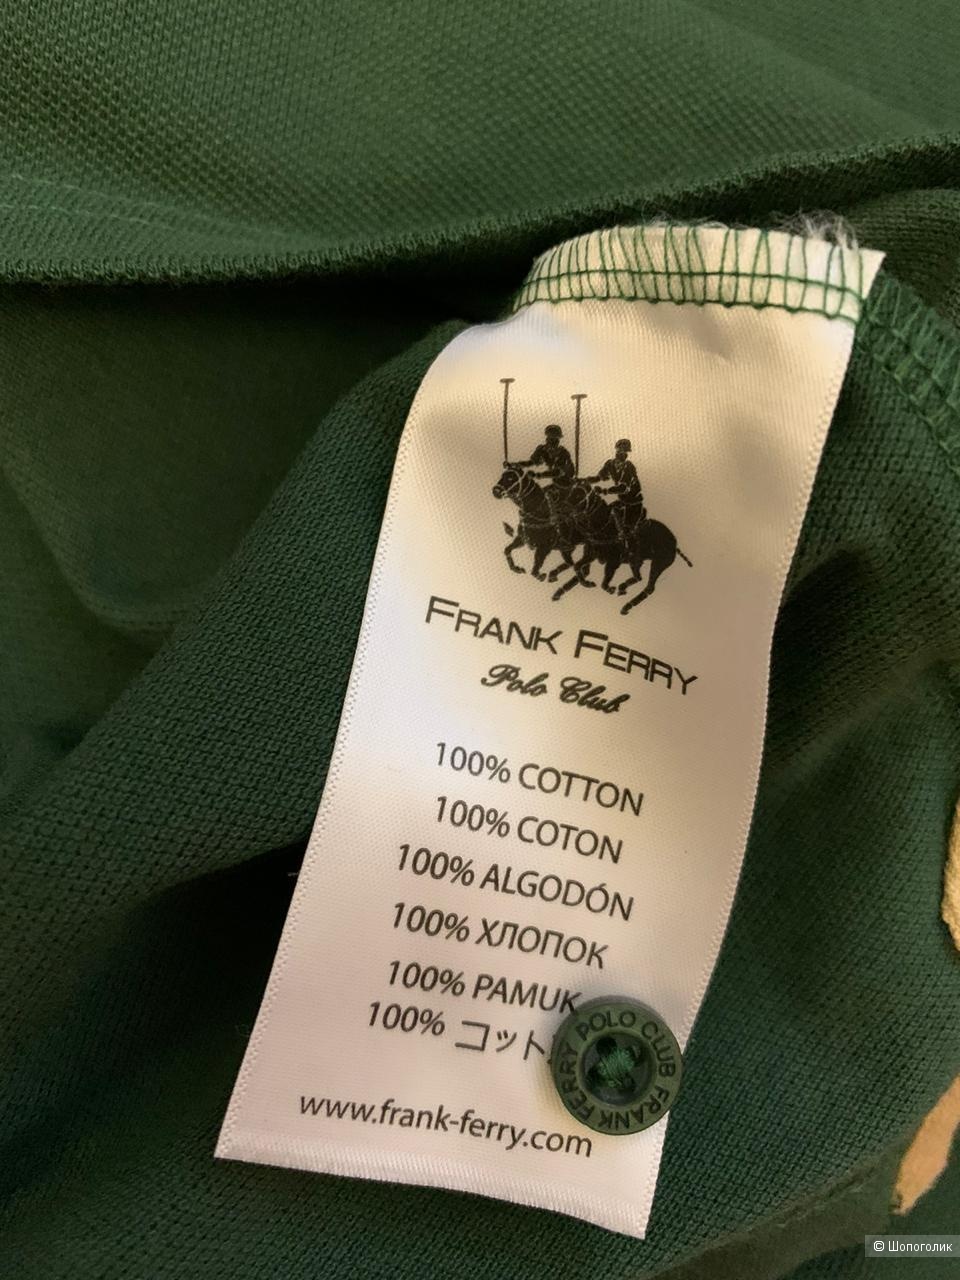 FRANK FERRY
Polo Club
100% COTTON
100% COTON
100% ALGODÓN
100% ХЛОПОК
100% PAMUK
100% コット
www.frank-ferry.com
POLO CLUB
FRANK FERRY
© Шопоголик